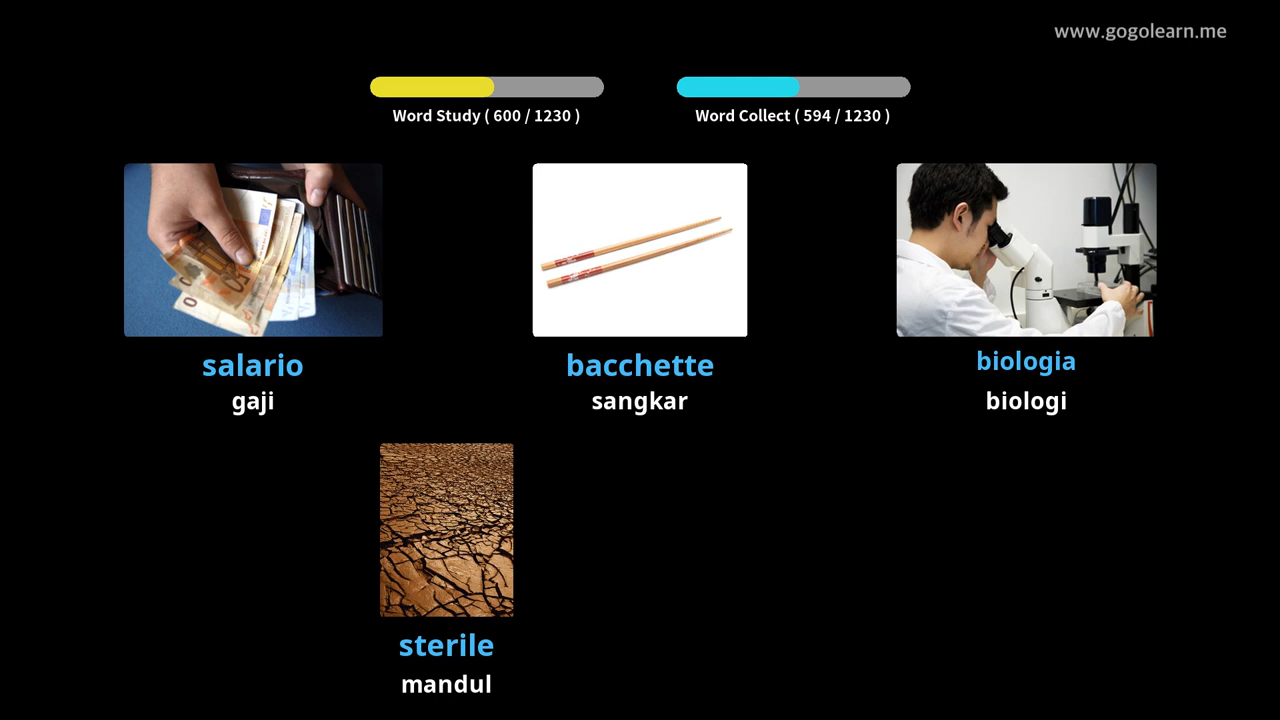 www.gogolearn.me
Word Study ( 600 / 1230 )
Word Collect ( 594 / 1230 )
salario
gaji
bacchette
sangkar
biologia
biologi
sterile
mandul